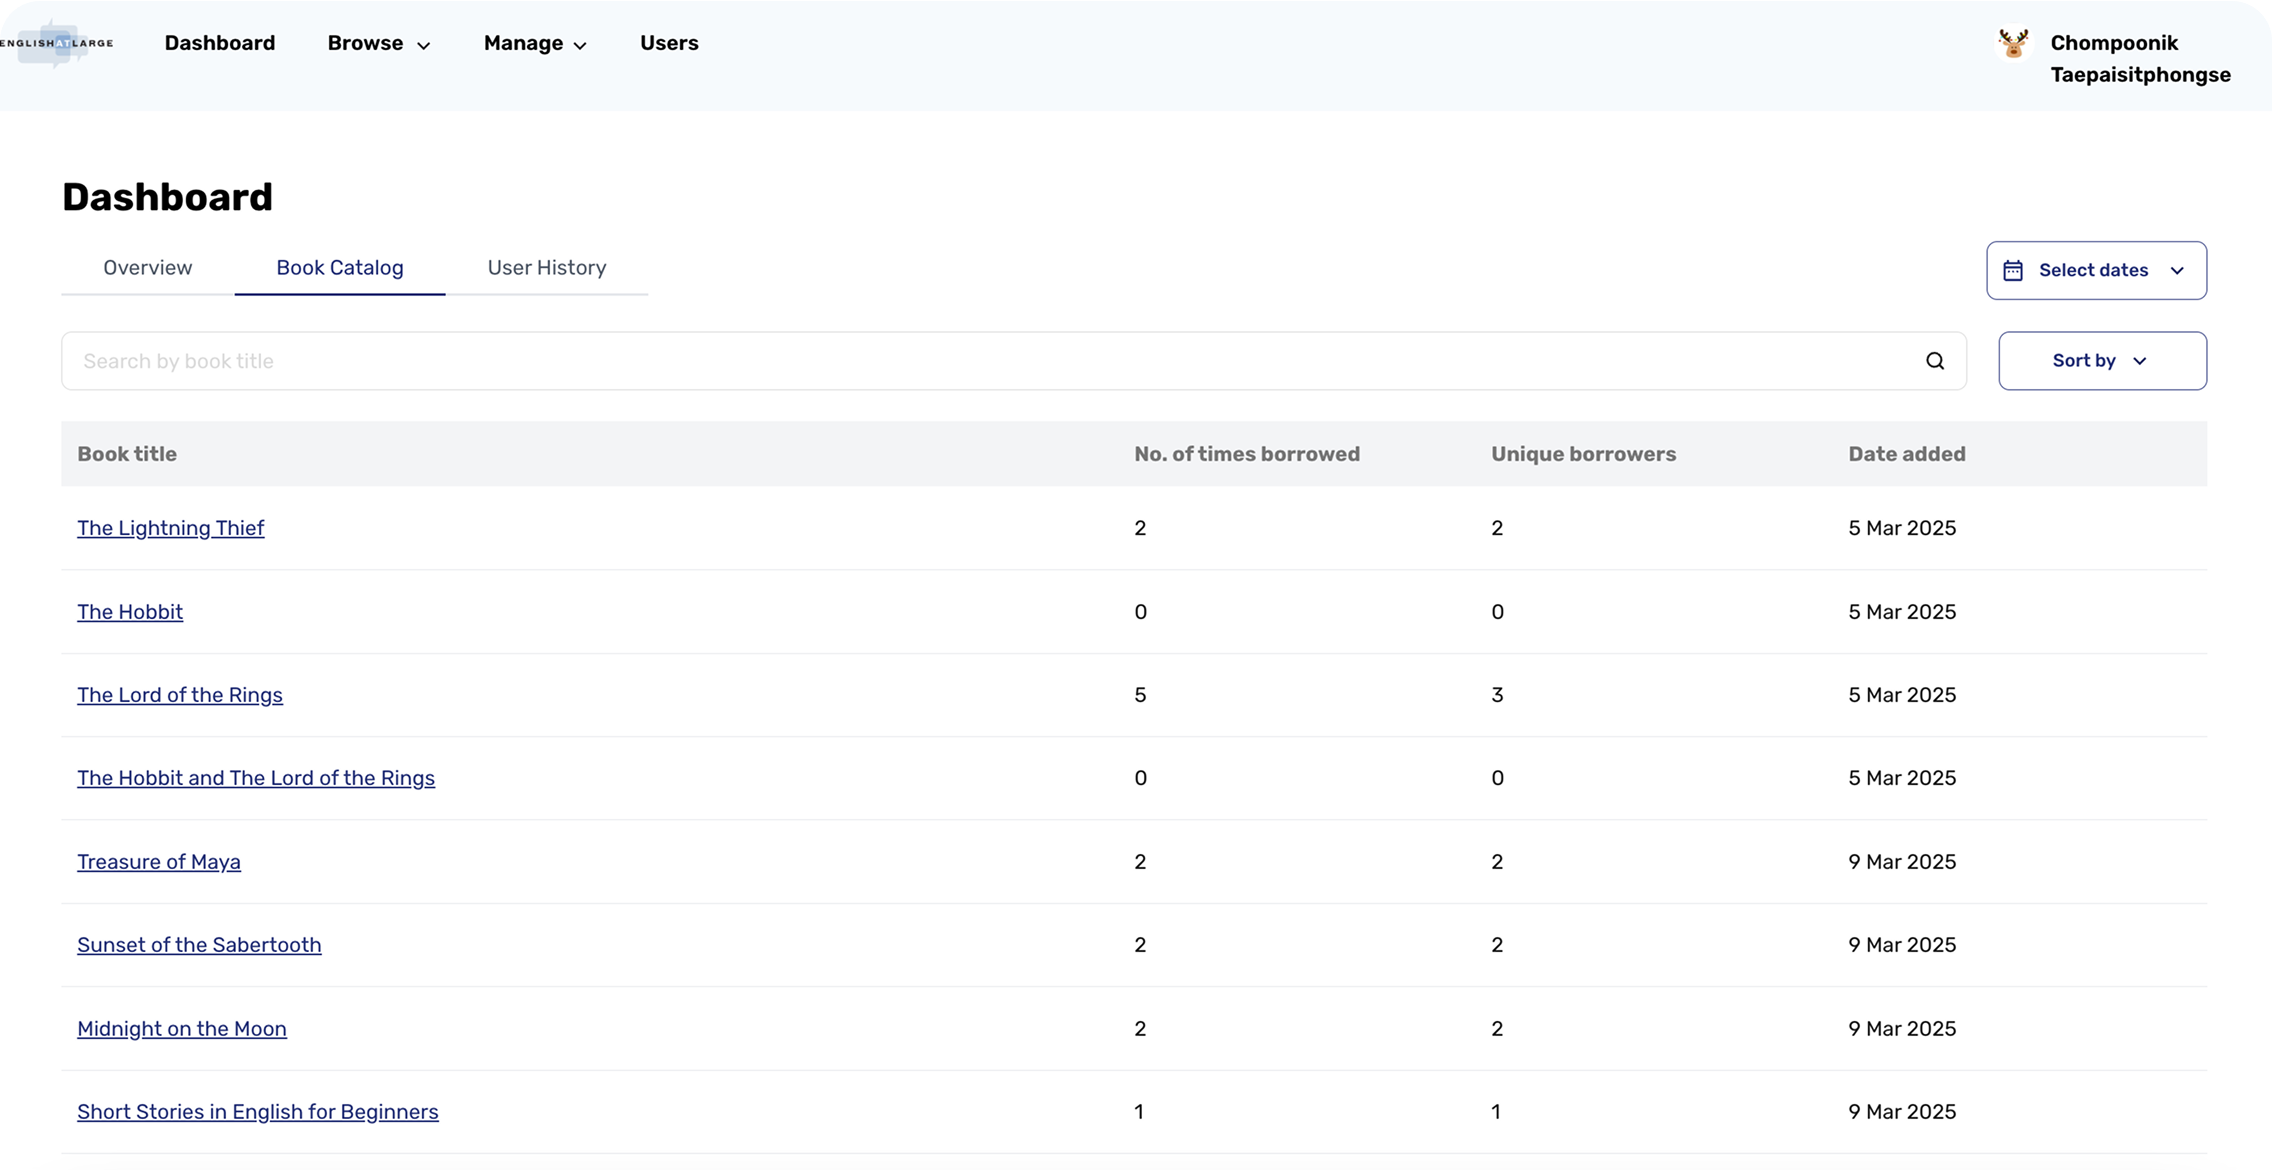 ENGLISHATLARGE
Dashboard
Browse
Manage
Users
Chompoonik
Taepaisitphongse
Dashboard
Overview
Book Catalog
User History
Select dates
Search by book title
Sort by
Book title No. of times borrowed Unique borrowers Date added
The Lightning Thief 2 2 5 Mar 2025
The Hobbit 0 0 5 Mar 2025
The Lord of the Rings 5 3 5 Mar 2025
The Hobbit and The Lord of the Rings 0 0 5 Mar 2025
Treasure of Maya 2 2 9 Mar 2025
Sunset of the Sabertooth 2 2 9 Mar 2025
Midnight on the Moon 2 2 9 Mar 2025
Short Stories in English for Beginners 1 1 9 Mar 2025